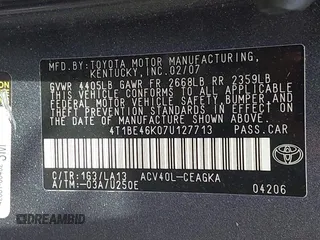 MFD. BY:
TOYOTA MOTOR MANUFACTURING,
KENTUCKY, INC. 02/07
GVWR 4405LB GAWR FR 2668LB RR 2359LB
THIS VEHICLE CONFORMS TO ALL APPLICABLE
FEDERAL MOTOR VEHICLE SAFETY, BUMPER, AND
THEFT PREVENTION STANDARDS IN EFFECT ON
THE DATE OF MANUFACTURE SHOWN ABOVE.
4T1BE46K07U127713 PASS.CAR
C/TR: 1G3/LA13 ACV40L-CEAGKA
A/TM: -03A/U250E
04206
TOYOTA
BIDAMERICAN